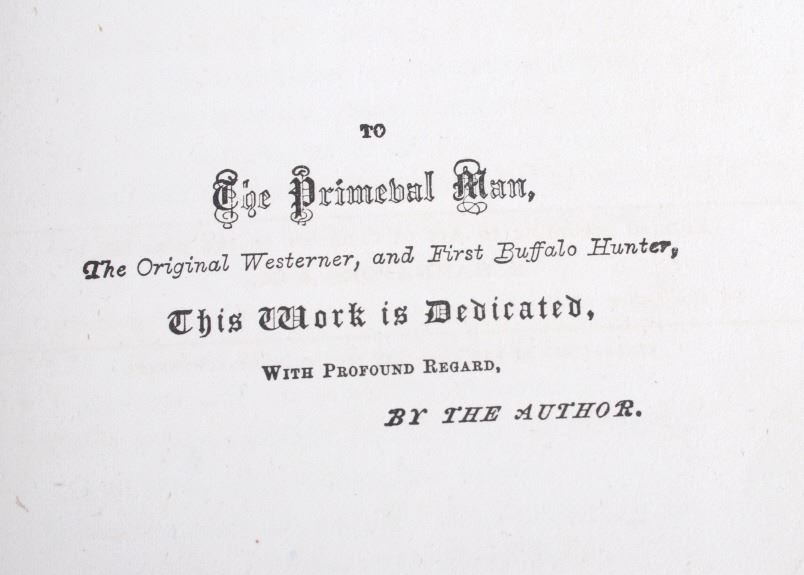 TO
The Primeval Man,
The Original Westerner, and First Buffalo Hunter,
This Work is Dedicated,
With Profound Regard,
BY THE AUTHOR.